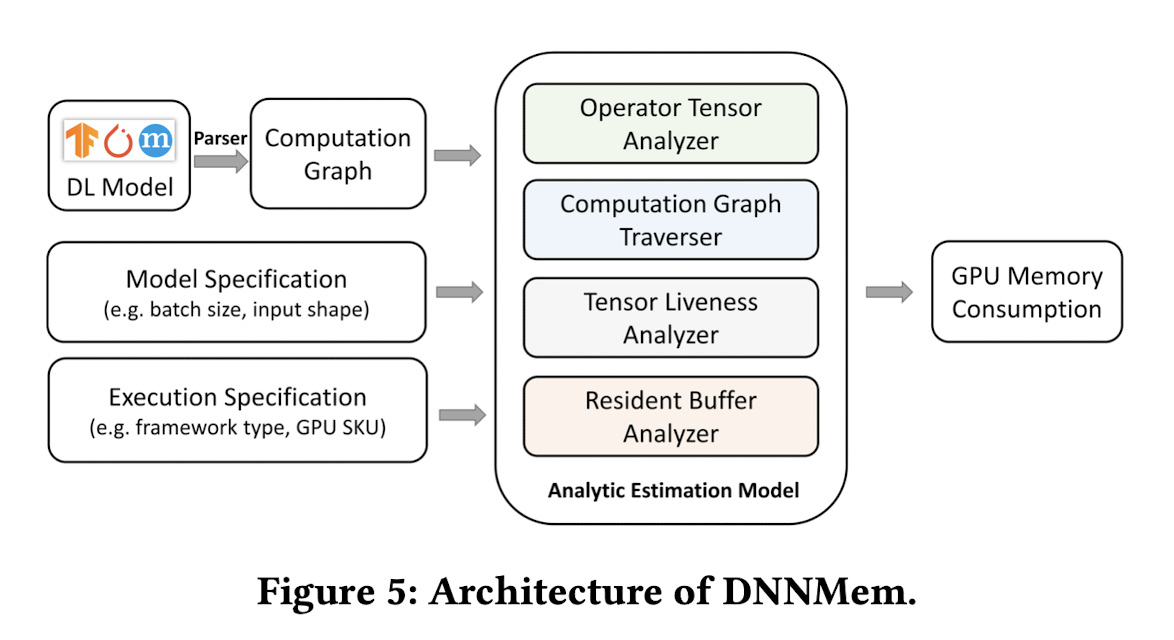 TF
m
DL Model
Parser
Computation
Graph
Model Specification
(e.g. batch size, input shape)
Execution Specification
(e.g. framework type, GPU SKU)
Operator Tensor
Analyzer
Computation Graph
Traverser
Tensor Liveness
Analyzer
Resident Buffer
Analyzer
Analytic Estimation Model
GPU Memory
Consumption
Figure 5: Architecture of DNNMem.